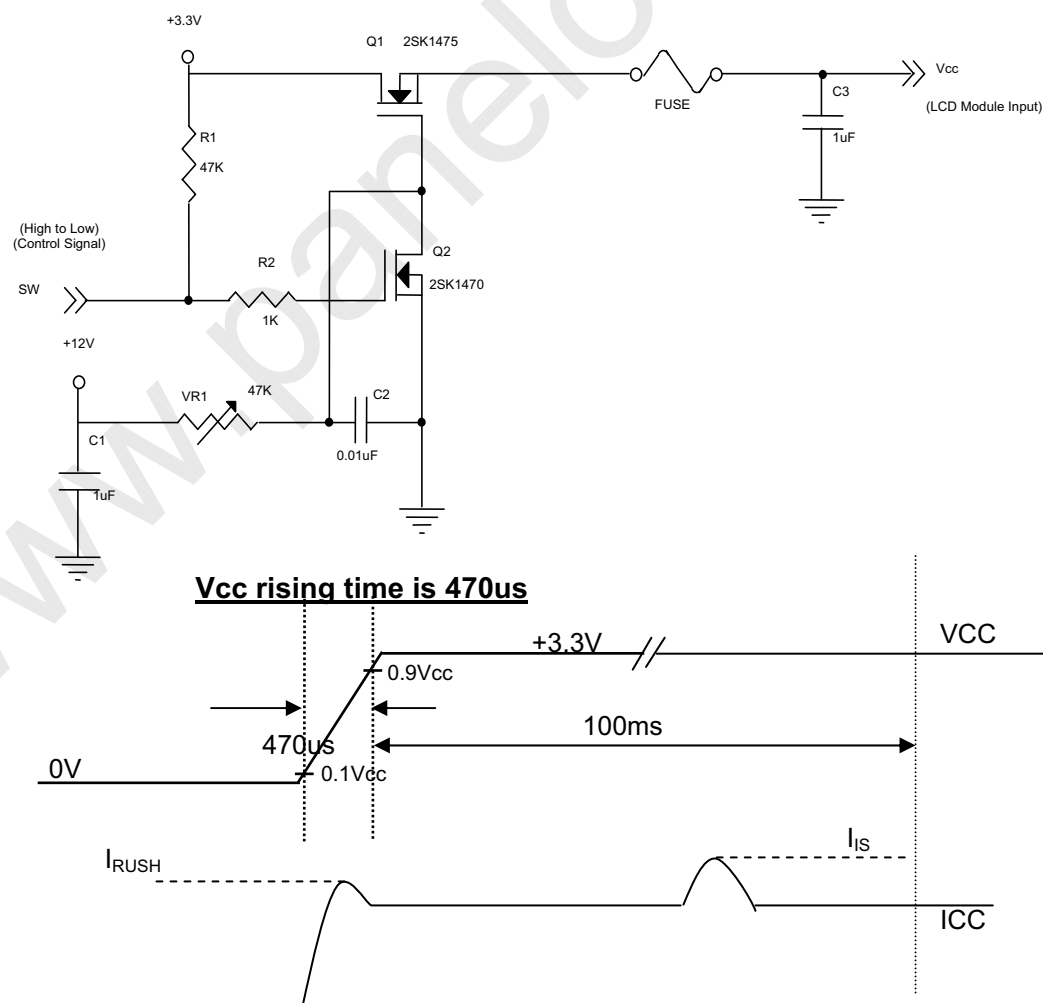 +3.3V
Q1 2SK1475
Vcc
FUSE
C3
(LCD Module Input)
1uF
R1
47K
(High to Low)
(Control Signal)
Q2
R2
2SK1470
SW
1K
+12V
VR1
47K
C2
C1
0.01uF
1uF
Vcc rising time is 470us
+3.3V
VCC
0.9Vcc
100ms
470us
0V
0.1Vcc
IRUSH
IIS
ICC